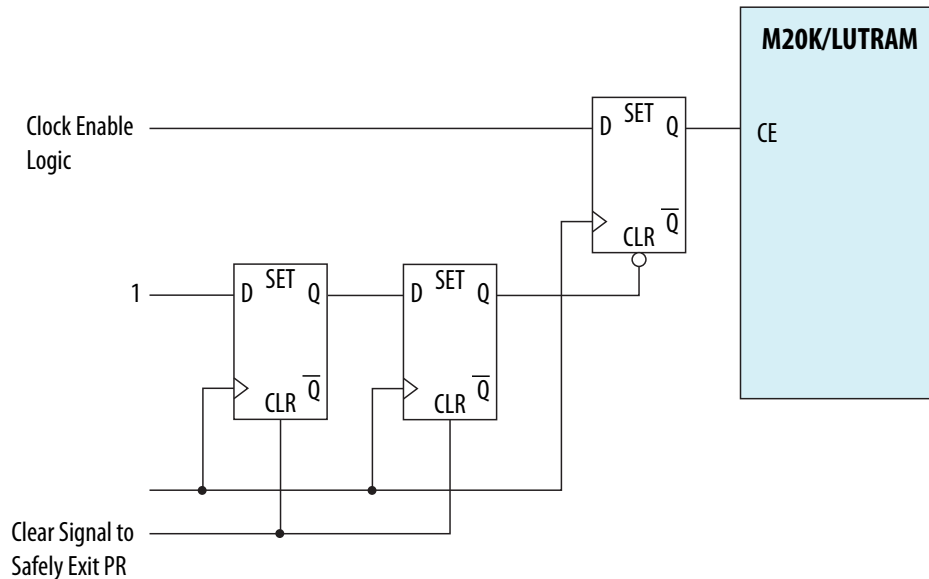 M20K/LUTRAM
Clock Enable
Logic
D SET Q
CE
Q
CLR
1
D SET Q
D SET Q
Q
CLR
Q
CLR
Clear Signal to
Safely Exit PR